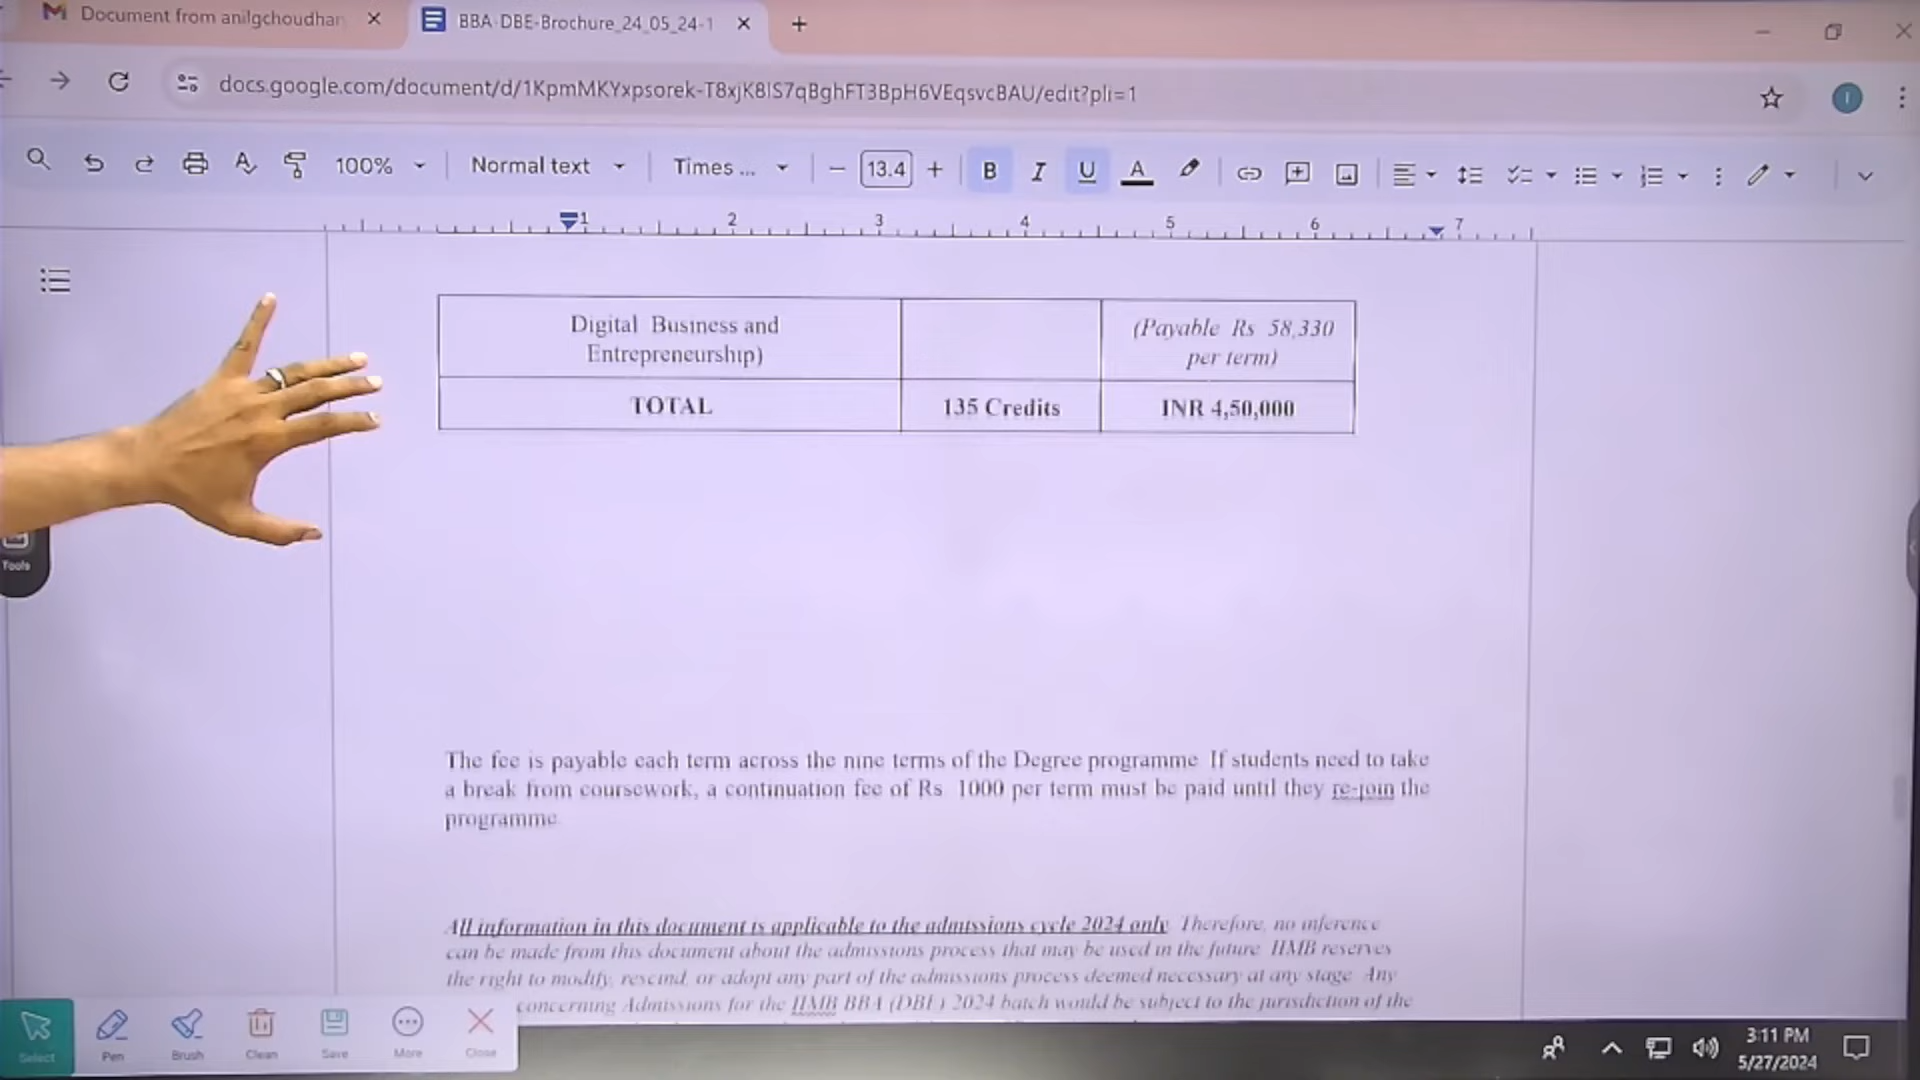 Document from anilgchoudhar
BBA-DBE-Brochure_24_05_24-1
docs.google.com/document/d/1KpmMKYxpsorek-T8xjK8IS7qBghFT3BpH6VEqsvcBAU/edit?pli=1
100% Normal text Times ... 13.4 B I U A
1 2 3 4 5 6 7
Digital Business and
Entrepreneurship)
(Payable Rs 58,330
per term)
TOTAL 135 Credits INR 4,50,000
Tools
The fee is payable each term across the nine terms of the Degree programme. If students need to take
a break from coursework, a continuation fee of Rs 1000 per term must be paid until they re-join the
programme.
All information in this document is applicable to the admissions cycle 2024 only. Therefore, no inference
can be made from this document about the admissions process that may be used in the future. IIMB reserves
the right to modify, rescind, or adopt any part of the admissions process deemed necessary at any stage. Any
concerning Admissions for the IIMB BBA (DBE) 2024 batch would be subject to the jurisdiction of the
Select Pen Brush Clean Save More Close
3:11 PM
5/27/2024